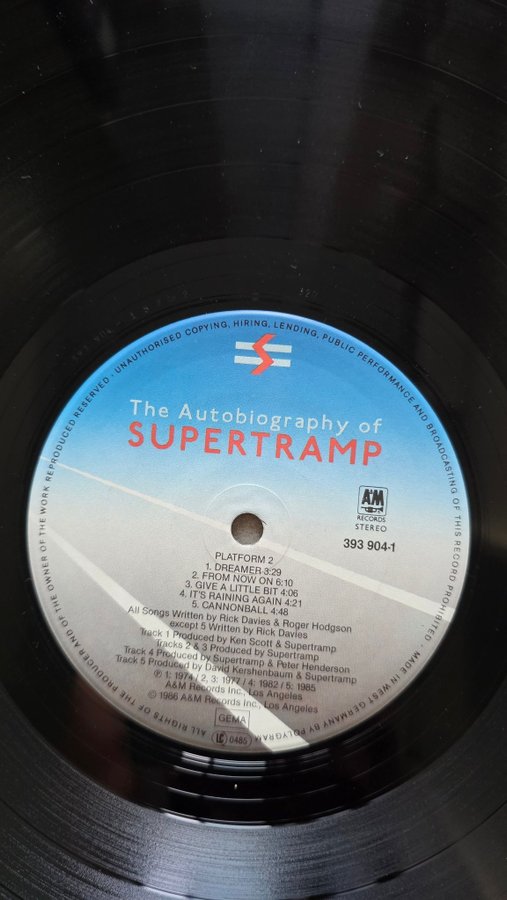 ALL RIGHTS OF THE PRODUCER AND OF THE OWNER OF THE WORK REPRODUCED RESERVED · UNAUTHORISED COPYING, HIRING, LENDING, PUBLIC PERFORMANCE AND BROADCASTING OF THIS RECORD PROHIBITED · MADE IN WEST GERMANY BY POLYGRAM
The Autobiography of
SUPERTRAMP
A&M
RECORDS
STEREO
393 904-1
PLATFORM 2
1. DREAMER 3:29
2. FROM NOW ON 6:10
3. GIVE A LITTLE BIT 4:06
4. IT'S RAINING AGAIN 4:21
5. CANNONBALL 4:48
All Songs Written by Rick Davies & Roger Hodgson
except 5 Written by Rick Davies
Track 1 Produced by Ken Scott & Supertramp
Tracks 2 & 3 Produced by Supertramp
Track 4 Produced by Supertramp & Peter Henderson
Track 5 Produced by David Kershenbaum & Supertramp
℗ 1: 1974 / 2, 3: 1977 / 4: 1982 / 5: 1985
A&M Records Inc., Los Angeles
© 1986 A&M Records Inc., Los Angeles
GEMA
LC 0485